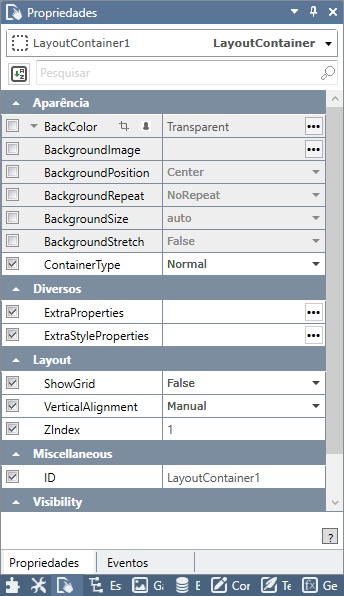 Propriedades
LayoutContainer1 LayoutContainer
Pesquisar
Aparência
BackColor Transparent •••
BackgroundImage •••
BackgroundPosition Center
BackgroundRepeat NoRepeat
BackgroundSize auto
BackgroundStretch False
ContainerType Normal
Diversos
ExtraProperties •••
ExtraStyleProperties •••
Layout
ShowGrid False
VerticalAlignment Manual
ZIndex 1
Miscellaneous
ID LayoutContainer1
Visibility
?
Propriedades Eventos
Es Ga B Cor Te fx Ge